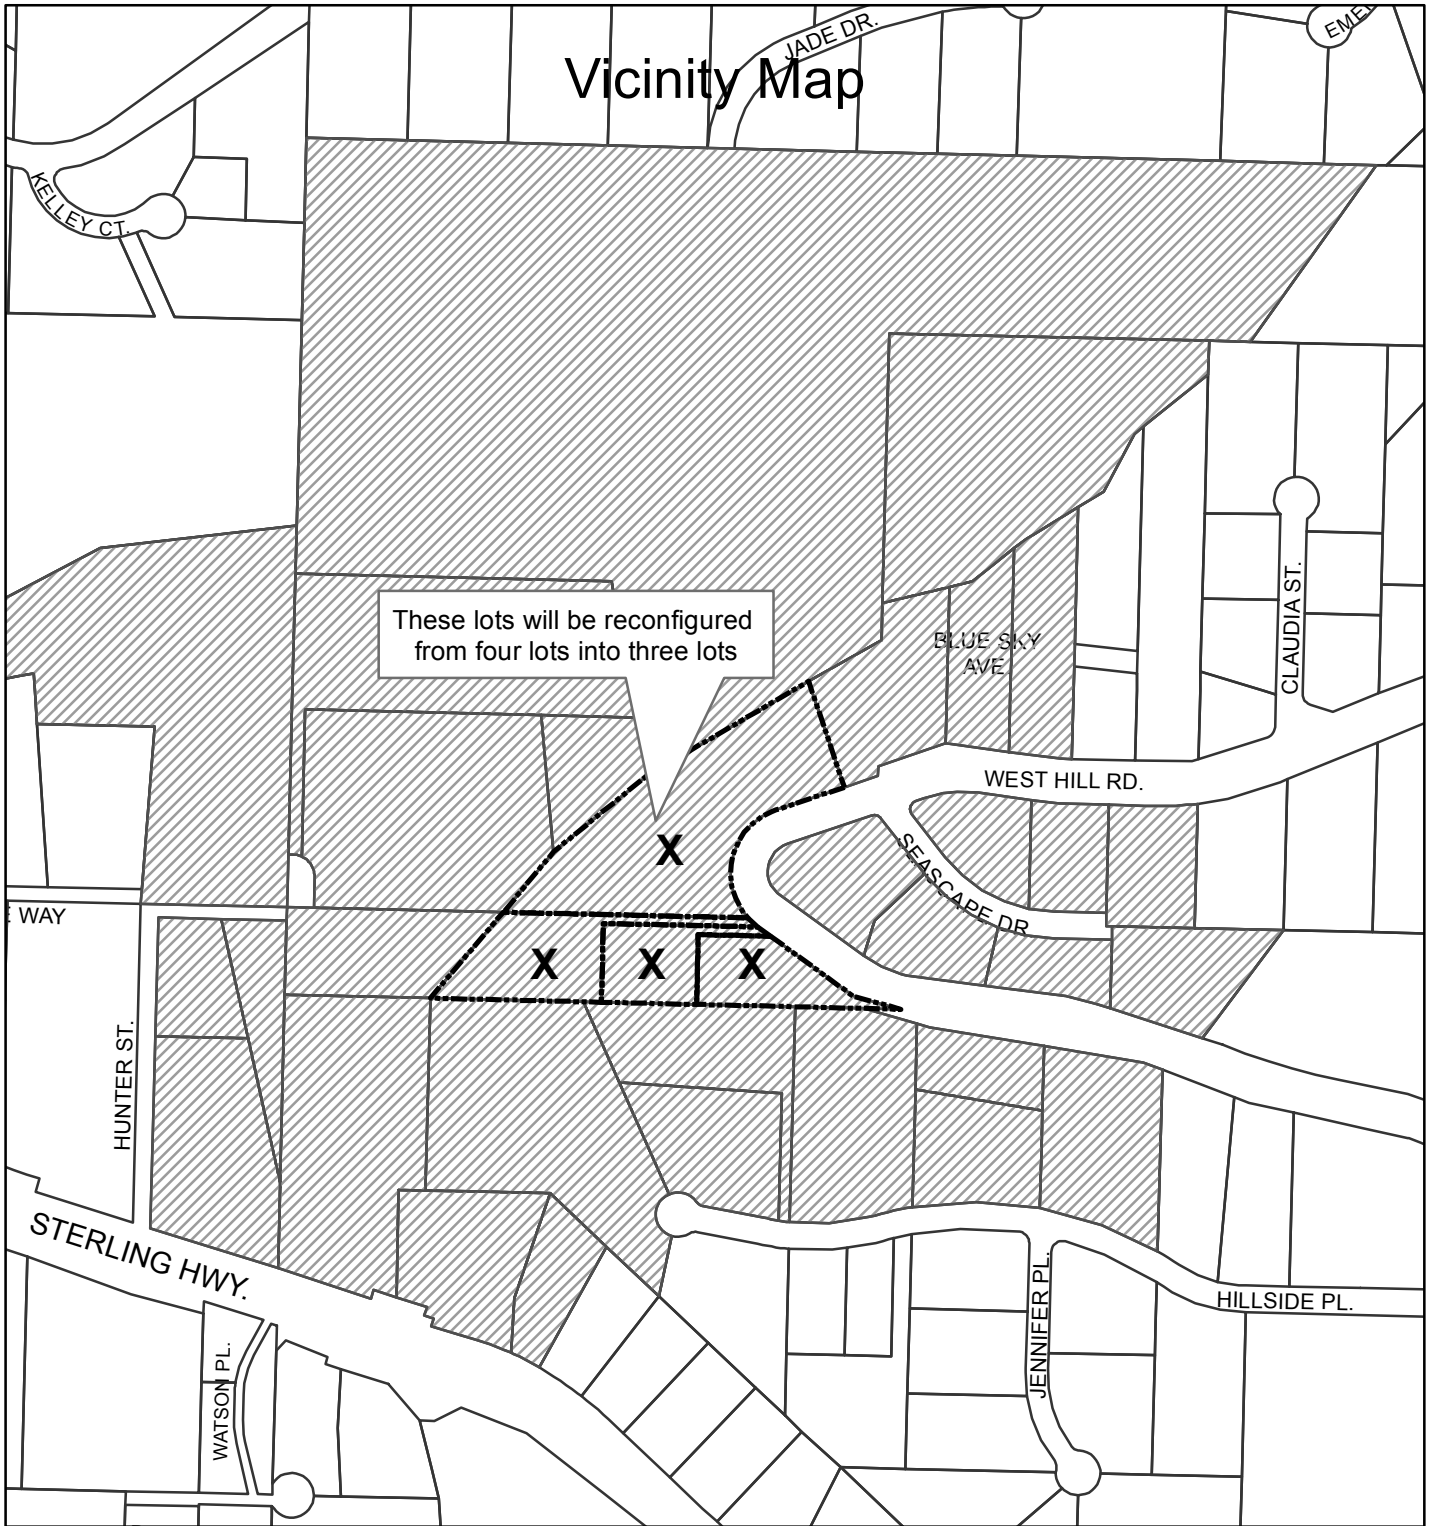 JADE DR.
Vicinity Map
KELLEY CT.
These lots will be reconfigured
from four lots into three lots
BLUE SKY
AVE
CLAUDIA ST.
WEST HILL RD.
SEASCAPE DR
X
WAY
X X X
HUNTER ST.
STERLING HWY.
HILLSIDE PL.
JENNIFER PL.
WATSON PL.